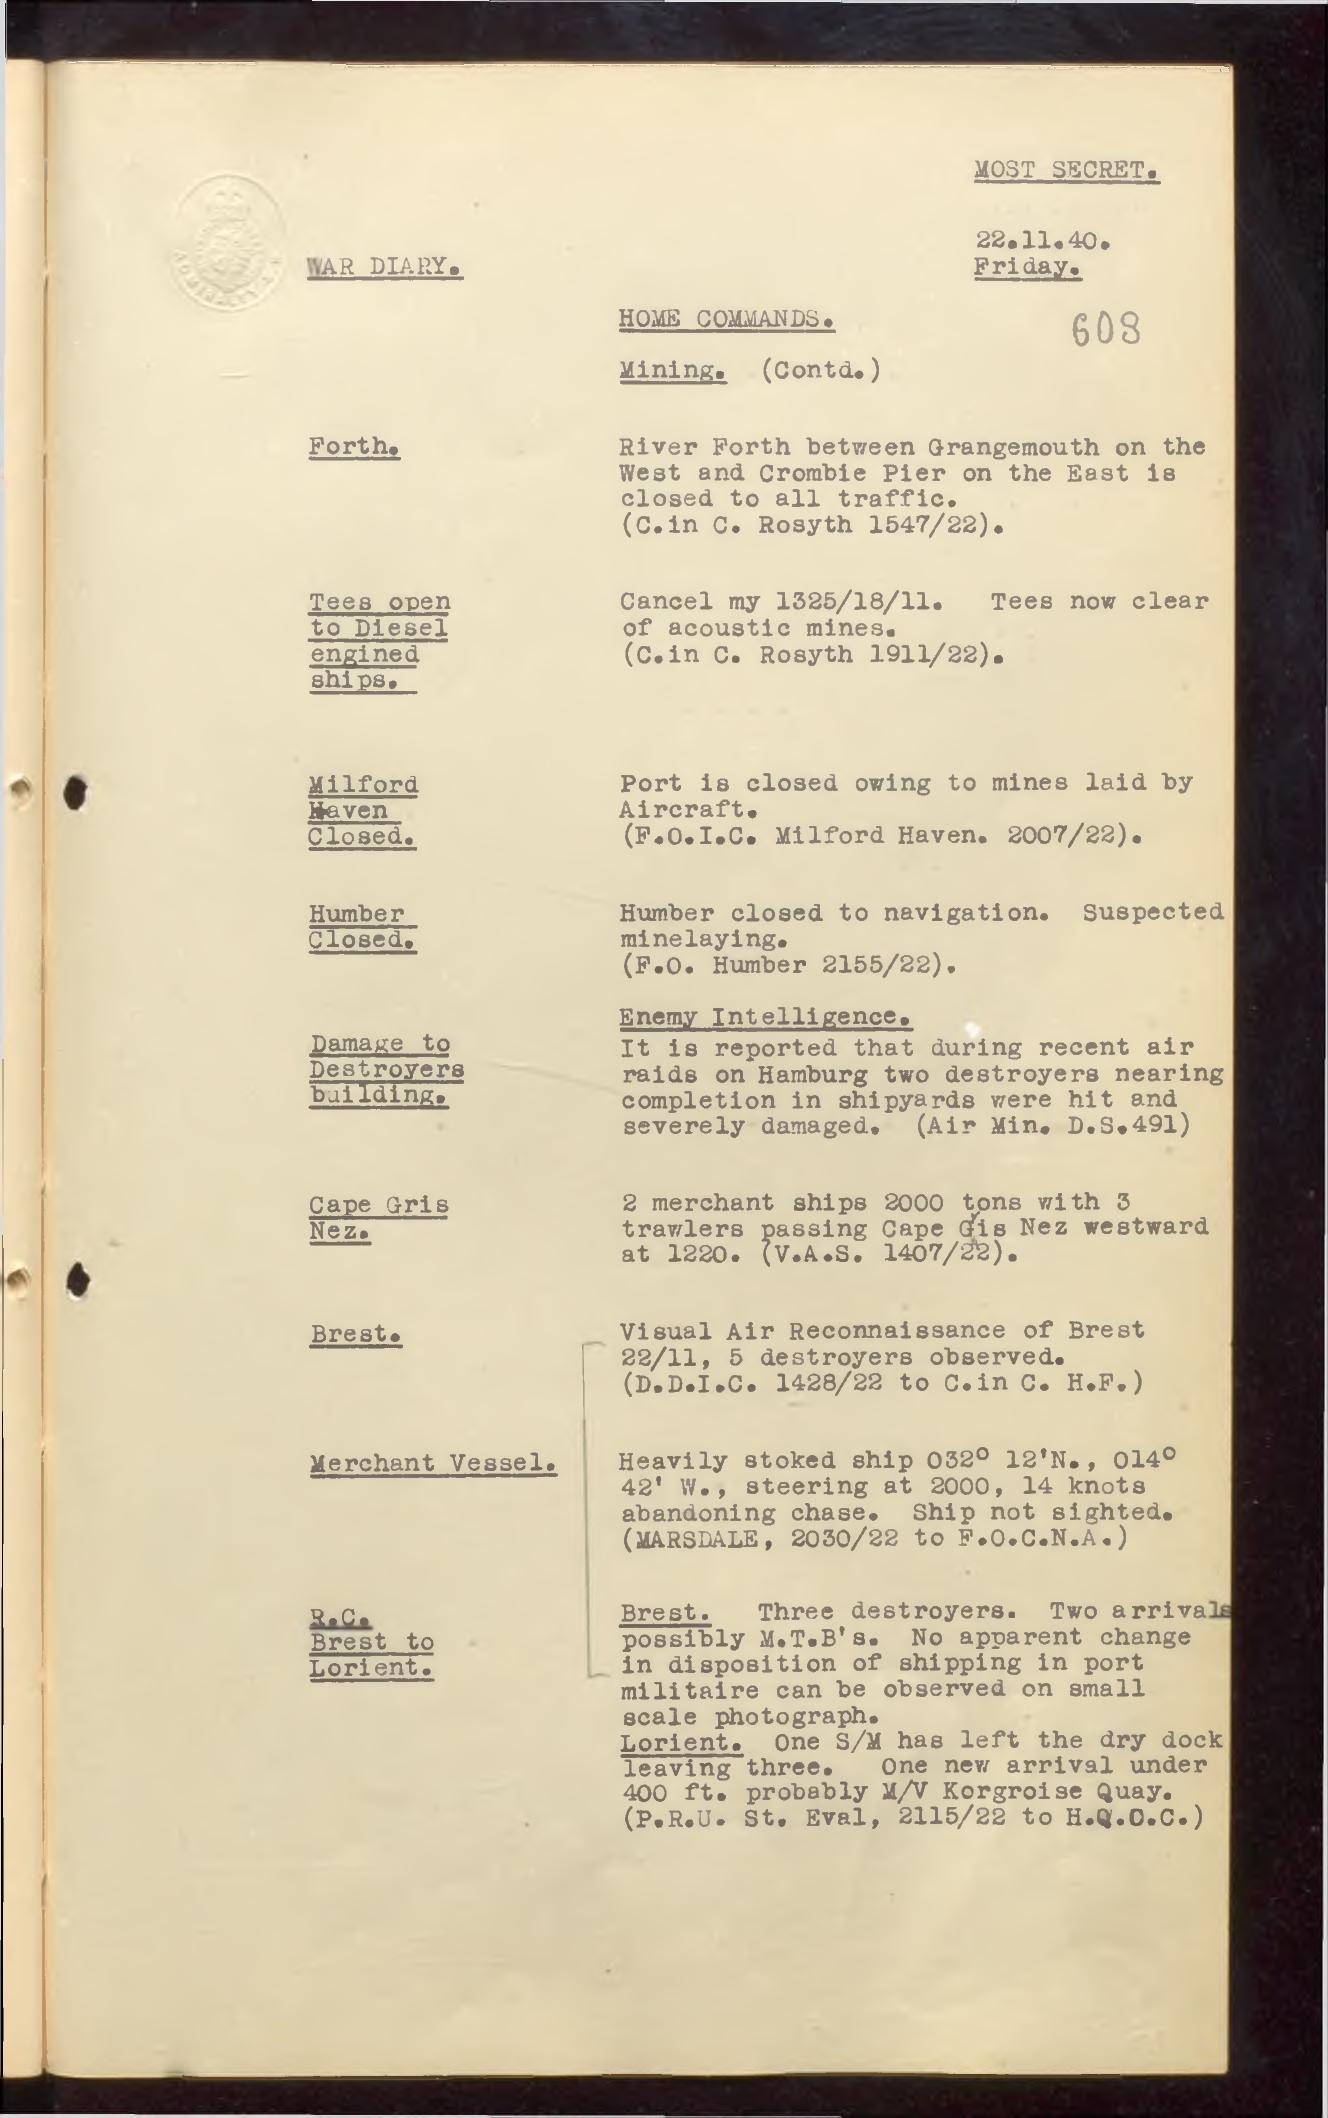 MOST SECRET.
22.11.40.
Friday.
WAR DIARY.
HOME COMMANDS.
608
Mining. (Contd.)
Forth.
River Forth between Grangemouth on the
West and Crombie Pier on the East is
closed to all traffic.
(C.in C. Rosyth 1547/22).
Tees open
to Diesel
engined
ships.
Cancel my 1325/18/11. Tees now clear
of acoustic mines.
(C.in C. Rosyth 1911/22).
Milford
Haven
Closed.
Port is closed owing to mines laid by
Aircraft.
(F.O.I.C. Milford Haven. 2007/22).
Humber
Closed.
Humber closed to navigation. Suspected
minelaying.
(F.O. Humber 2155/22).
Enemy Intelligence.
Damage to
Destroyers
building.
It is reported that during recent air
raids on Hamburg two destroyers nearing
completion in shipyards were hit and
severely damaged. (Air Min. D.S.491)
Cape Gris
Nez.
2 merchant ships 2000 tons with 3
trawlers passing Cape Gris Nez westward
at 1220. (V.A.S. 1407/22).
Brest.
Visual Air Reconnaissance of Brest
22/11, 5 destroyers observed.
(D.D.I.C. 1428/22 to C.in C. H.F.)
Merchant Vessel.
Heavily stoked ship 032° 12'N., 014°
42' W., steering at 2000, 14 knots
abandoning chase. Ship not sighted.
(MARSDALE, 2030/22 to F.O.C.N.A.)
R.C.
Brest to
Lorient.
Brest. Three destroyers. Two arrivals
possibly M.T.B's. No apparent change
in disposition of shipping in port
militaire can be observed on small
scale photograph.
Lorient. One S/M has left the dry dock
leaving three. One new arrival under
400 ft. probably M/V Korgroise Quay.
(P.R.U. St. Eval, 2115/22 to H.Q.C.C.)